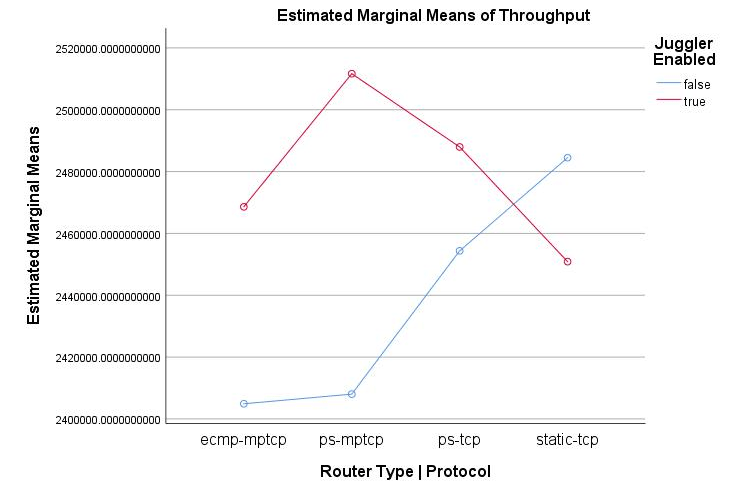 Estimated Marginal Means of Throughput
Juggler
Enabled
false
true
Estimated Marginal Means
2520000.0000000000
2500000.0000000000
2480000.0000000000
2460000.0000000000
2440000.0000000000
2420000.0000000000
2400000.0000000000
ecmp-mptcp ps-mptcp ps-tcp static-tcp
Router Type | Protocol